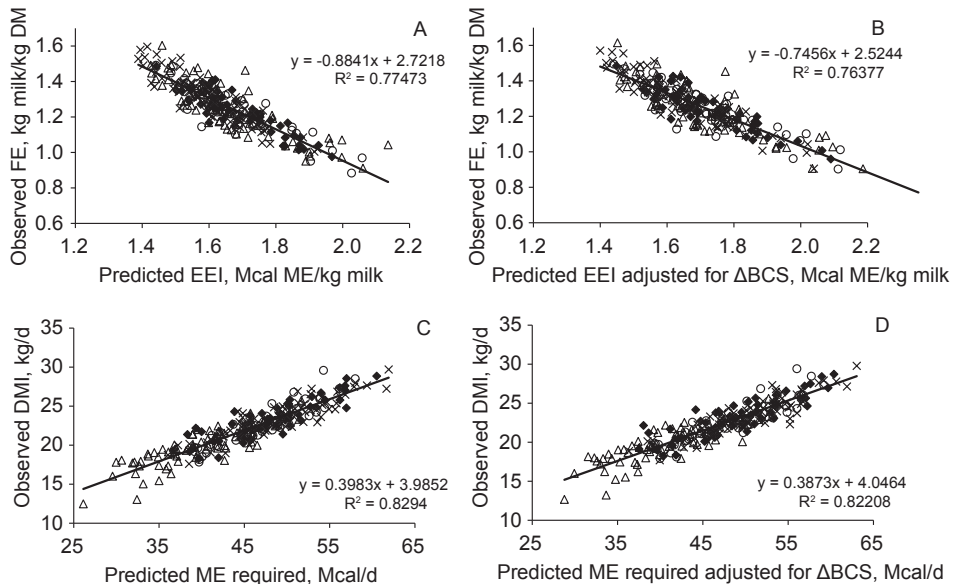 A
1.6
1.4
1.2
1.0
0.8
0.6
Observed FE, kg milk/kg DM
y = -0.8841x + 2.7218
R² = 0.77473
1.2 1.4 1.6 1.8 2.0 2.2
Predicted EEI, Mcal ME/kg milk
B
1.6
1.4
1.2
1.0
0.8
0.6
Observed FE, kg milk/kg DM
y = -0.7456x + 2.5244
R² = 0.76377
1.2 1.4 1.6 1.8 2.0 2.2
Predicted EEI adjusted for ΔBCS, Mcal ME/kg milk
C
35
30
25
20
15
10
Observed DMI, kg/d
y = 0.3983x + 3.9852
R² = 0.8294
25 35 45 55 65
Predicted ME required, Mcal/d
D
35
30
25
20
15
10
Observed DMI, kg/d
y = 0.3873x + 4.0464
R² = 0.82208
25 35 45 55 65
Predicted ME required adjusted for ΔBCS, Mcal/d